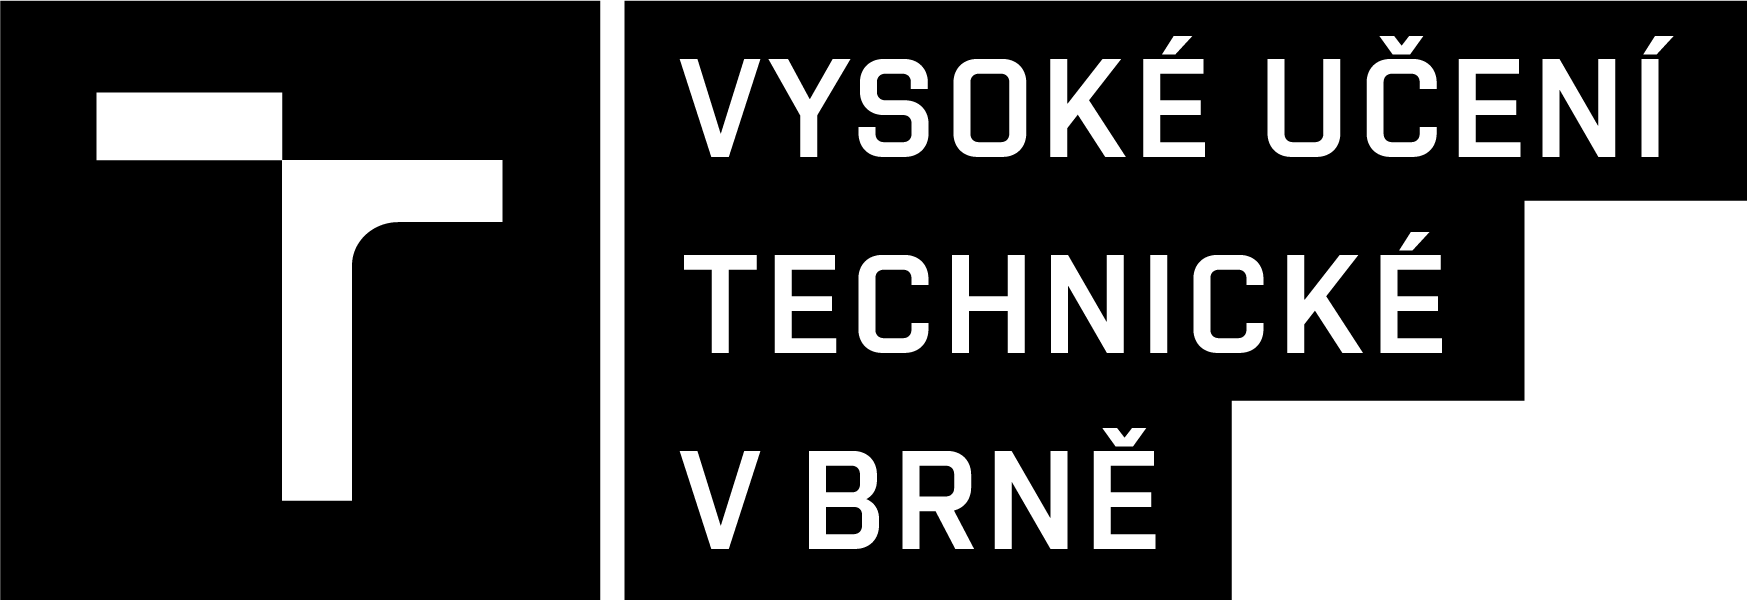 VYSOKÉ UČENÍ
TECHNICKÉ
V BRNĚ